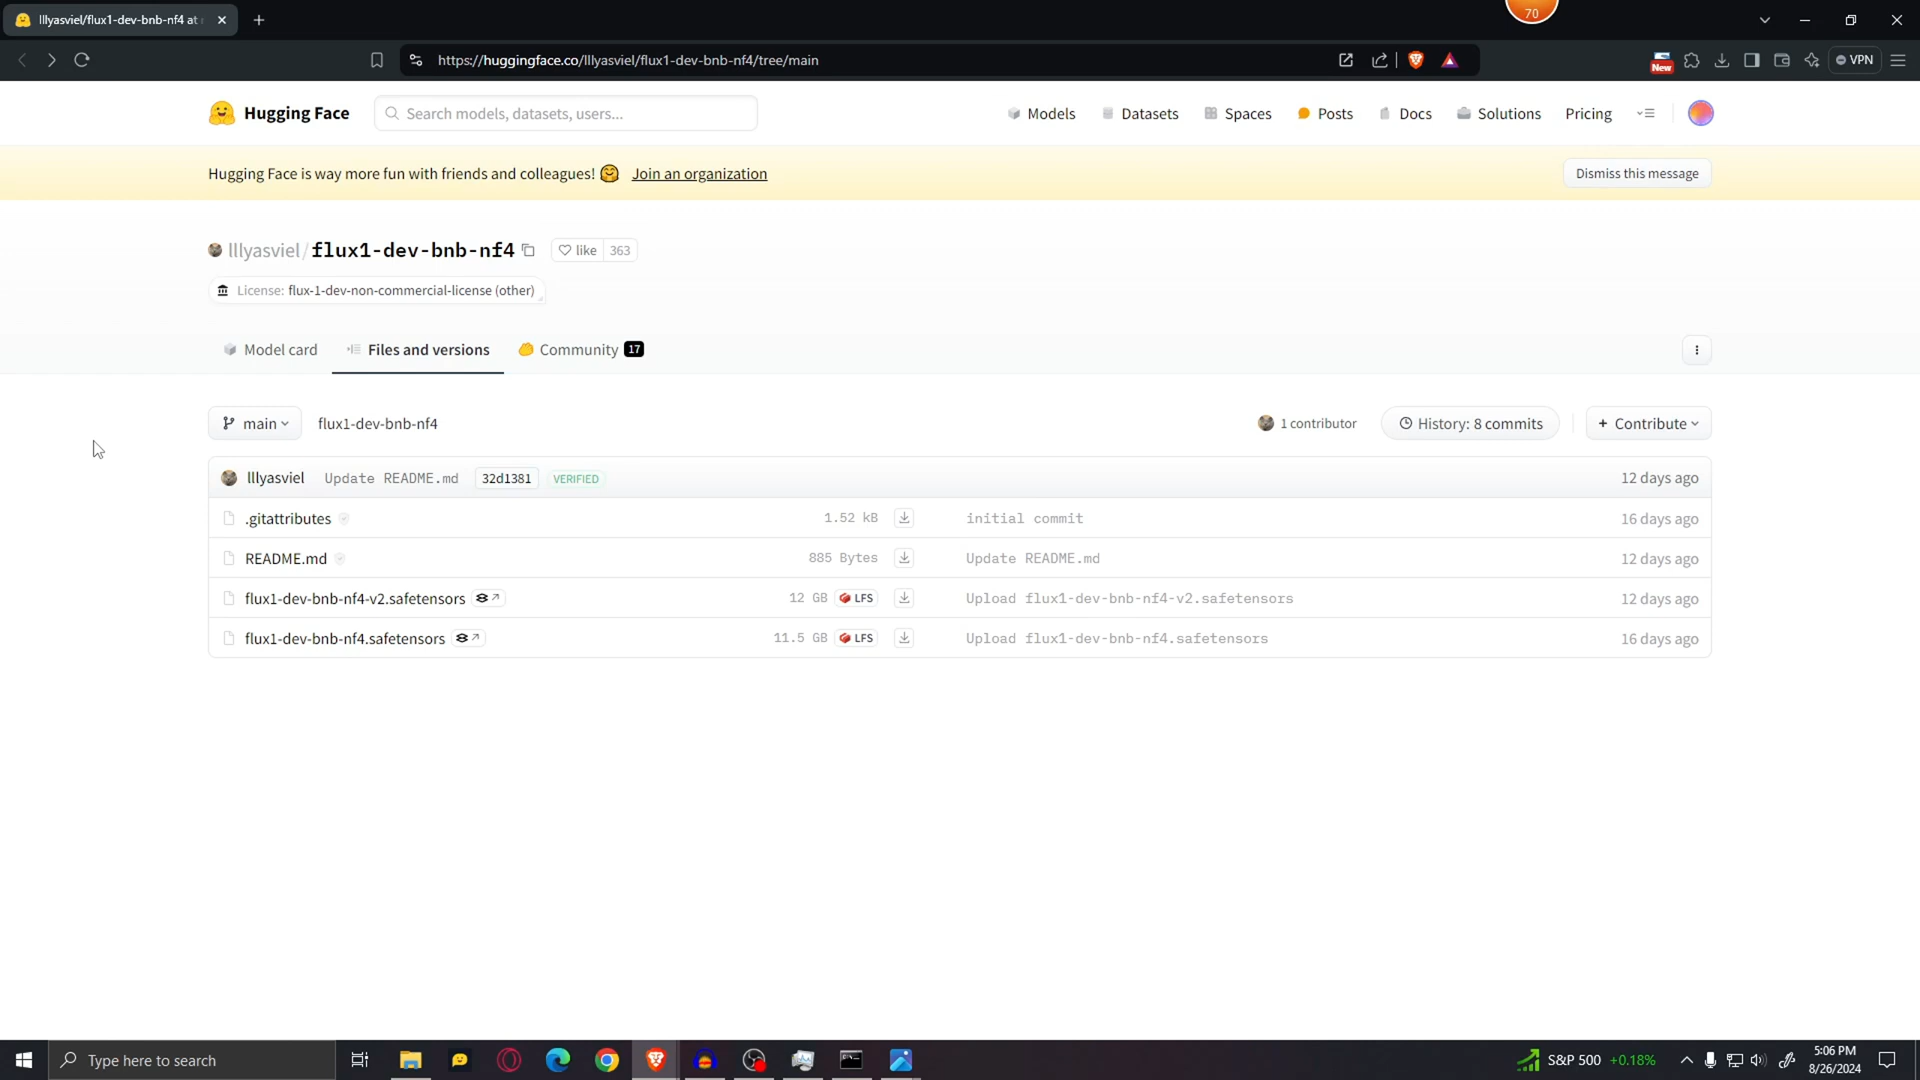 lllyasviel/flux1-dev-bnb-nf4 at
70
https://huggingface.co/lllyasviel/flux1-dev-bnb-nf4/tree/main
New
VPN
Hugging Face
Search models, datasets, users...
Models
Datasets
Spaces
Posts
Docs
Solutions
Pricing
Hugging Face is way more fun with friends and colleagues! 🤗 Join an organization
Dismiss this message
lllyasviel/flux1-dev-bnb-nf4
like 363
License: flux-1-dev-non-commercial-license (other)
Model card
Files and versions
Community 17
main
flux1-dev-bnb-nf4
1 contributor
History: 8 commits
+ Contribute
lllyasviel Update README.md 32d1381 VERIFIED 12 days ago
.gitattributes 1.52 kB initial commit 16 days ago
README.md 885 Bytes Update README.md 12 days ago
flux1-dev-bnb-nf4-v2.safetensors 12 GB LFS Upload flux1-dev-bnb-nf4-v2.safetensors 12 days ago
flux1-dev-bnb-nf4.safetensors 11.5 GB LFS Upload flux1-dev-bnb-nf4.safetensors 16 days ago
Type here to search
S&P 500 +0.18%
5:06 PM
8/26/2024